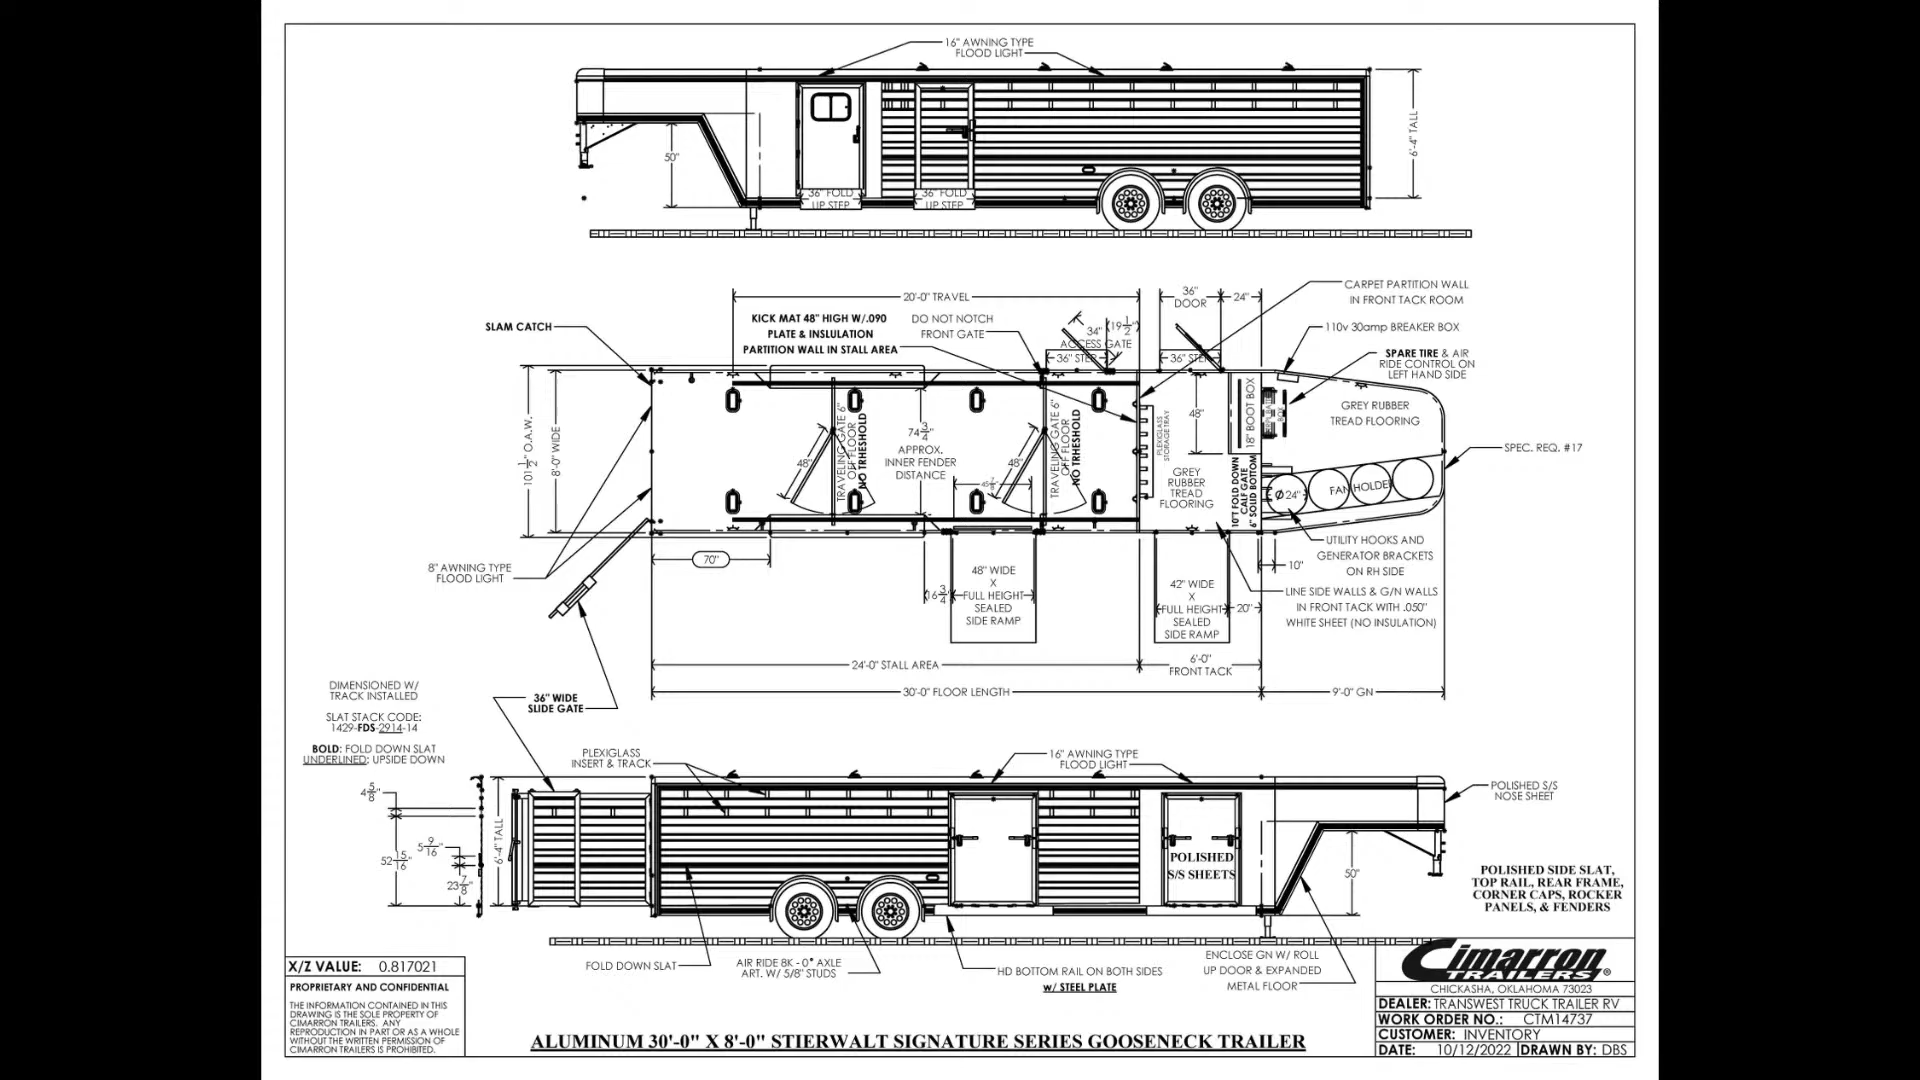 16" AWNING TYPE
FLOOD LIGHT
50"
36" FOLD
UP STEP
36" FOLD
UP STEP
6'-4" TALL
20'-0" TRAVEL
36"
DOOR
24"
CARPET PARTITION WALL
IN FRONT TACK ROOM
SLAM CATCH
KICK MAT 48" HIGH W/.090
PLATE & INSLULATION
PARTITION WALL IN STALL AREA
DO NOT NOTCH
FRONT GATE
34"
ACCESS GATE
19 1/2"
36" STEP
36" STEP
110v 30amp BREAKER BOX
SPARE TIRE & AIR
RIDE CONTROL ON
LEFT HAND SIDE
101 1/2" O.A.W.
8'-0" WIDE
48"
TRAVELING GATE 6"
OFF FLOOR
NO TRHESHOLD
74 3/4"
APPROX.
INNER FENDER
DISTANCE
48"
TRAVELING GATE 6"
OFF FLOOR
NO TRHESHOLD
PLEXIGLASS
STORAGE TRAY
48"
18" BOOT BOX
GREY
RUBBER
TREAD
FLOORING
10"T FOLD DOWN
CALF GATE
6" SOLID BOTTOM
GREY RUBBER
TREAD FLOORING
SPEC. REQ. #17
Ø24"
FAN HOLDER
8" AWNING TYPE
FLOOD LIGHT
70"
16 3/4"
48" WIDE
X
FULL HEIGHT
SEALED
SIDE RAMP
42" WIDE
X
FULL HEIGHT
SEALED
SIDE RAMP
20"
10"
UTILITY HOOKS AND
GENERATOR BRACKETS
ON RH SIDE
LINE SIDE WALLS & G/N WALLS
IN FRONT TACK WITH .050"
WHITE SHEET (NO INSULATION)
24'-0" STALL AREA
6'-0"
FRONT TACK
30'-0" FLOOR LENGTH
9'-0" GN
DIMENSIONED W/
TRACK INSTALLED
SLAT STACK CODE:
1429-FDS-2914-14
BOLD: FOLD DOWN SLAT
UNDERLINED: UPSIDE DOWN
36" WIDE
SLIDE GATE
PLEXIGLASS
INSERT & TRACK
16" AWNING TYPE
FLOOD LIGHT
POLISHED S/S
NOSE SHEET
4 5/8"
52 15/16"
5 9/16"
23 7/8"
6'-4" TALL
POLISHED
S/S SHEETS
50"
POLISHED SIDE SLAT,
TOP RAIL, REAR FRAME,
CORNER CAPS, ROCKER
PANELS, & FENDERS
FOLD DOWN SLAT
AIR RIDE 8K - 0° AXLE
ART. W/ 5/8" STUDS
HD BOTTOM RAIL ON BOTH SIDES
w/ STEEL PLATE
ENCLOSE GN W/ ROLL
UP DOOR & EXPANDED
METAL FLOOR
X/Z VALUE: 0.817021
PROPRIETARY AND CONFIDENTIAL
THE INFORMATION CONTAINED IN THIS
DRAWING IS THE SOLE PROPERTY OF
CIMARRON TRAILERS. ANY
REPRODUCTION IN PART OR AS A WHOLE
WITHOUT THE WRITTEN PERMISSION OF
CIMARRON TRAILERS IS PROHIBITED.
ALUMINUM 30'-0" X 8'-0" STIERWALT SIGNATURE SERIES GOOSENECK TRAILER
Cimarron
TRAILERS®
CHICKASHA, OKLAHOMA 73023
DEALER: TRANSWEST TRUCK TRAILER RV
WORK ORDER NO.: CTM14737
CUSTOMER: INVENTORY
DATE: 10/12/2022 DRAWN BY: DBS